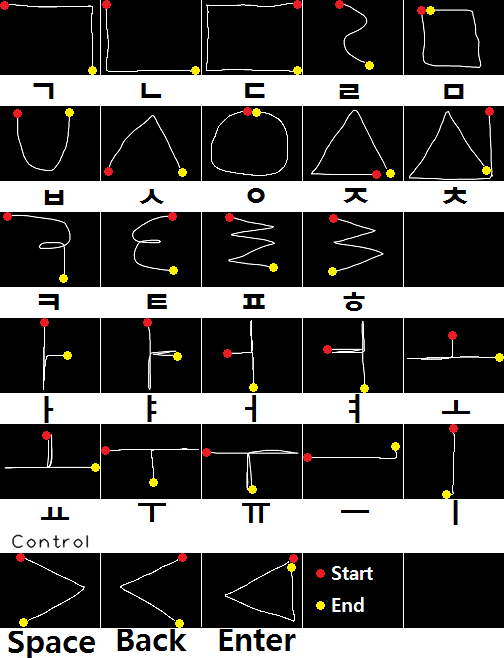 ㄱ ㄴ ㄷ ㄹ ㅁ
ㅂ ㅅ ㅇ ㅈ ㅊ
ㅋ ㅌ ㅍ ㅎ
ㅏ ㅑ ㅓ ㅕ ㅗ
ㅛ ㅜ ㅠ ㅡ ㅣ
Control
Start
End
Space Back Enter